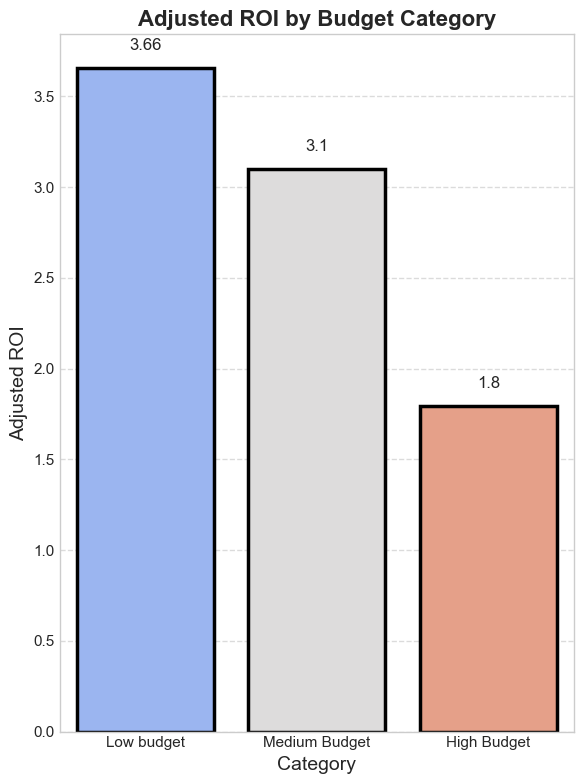 Adjusted ROI by Budget Category
3.66
3.1
1.8
3.5
3.0
2.5
2.0
1.5
1.0
0.5
0.0
Adjusted ROI
Low budget
Medium Budget
High Budget
Category